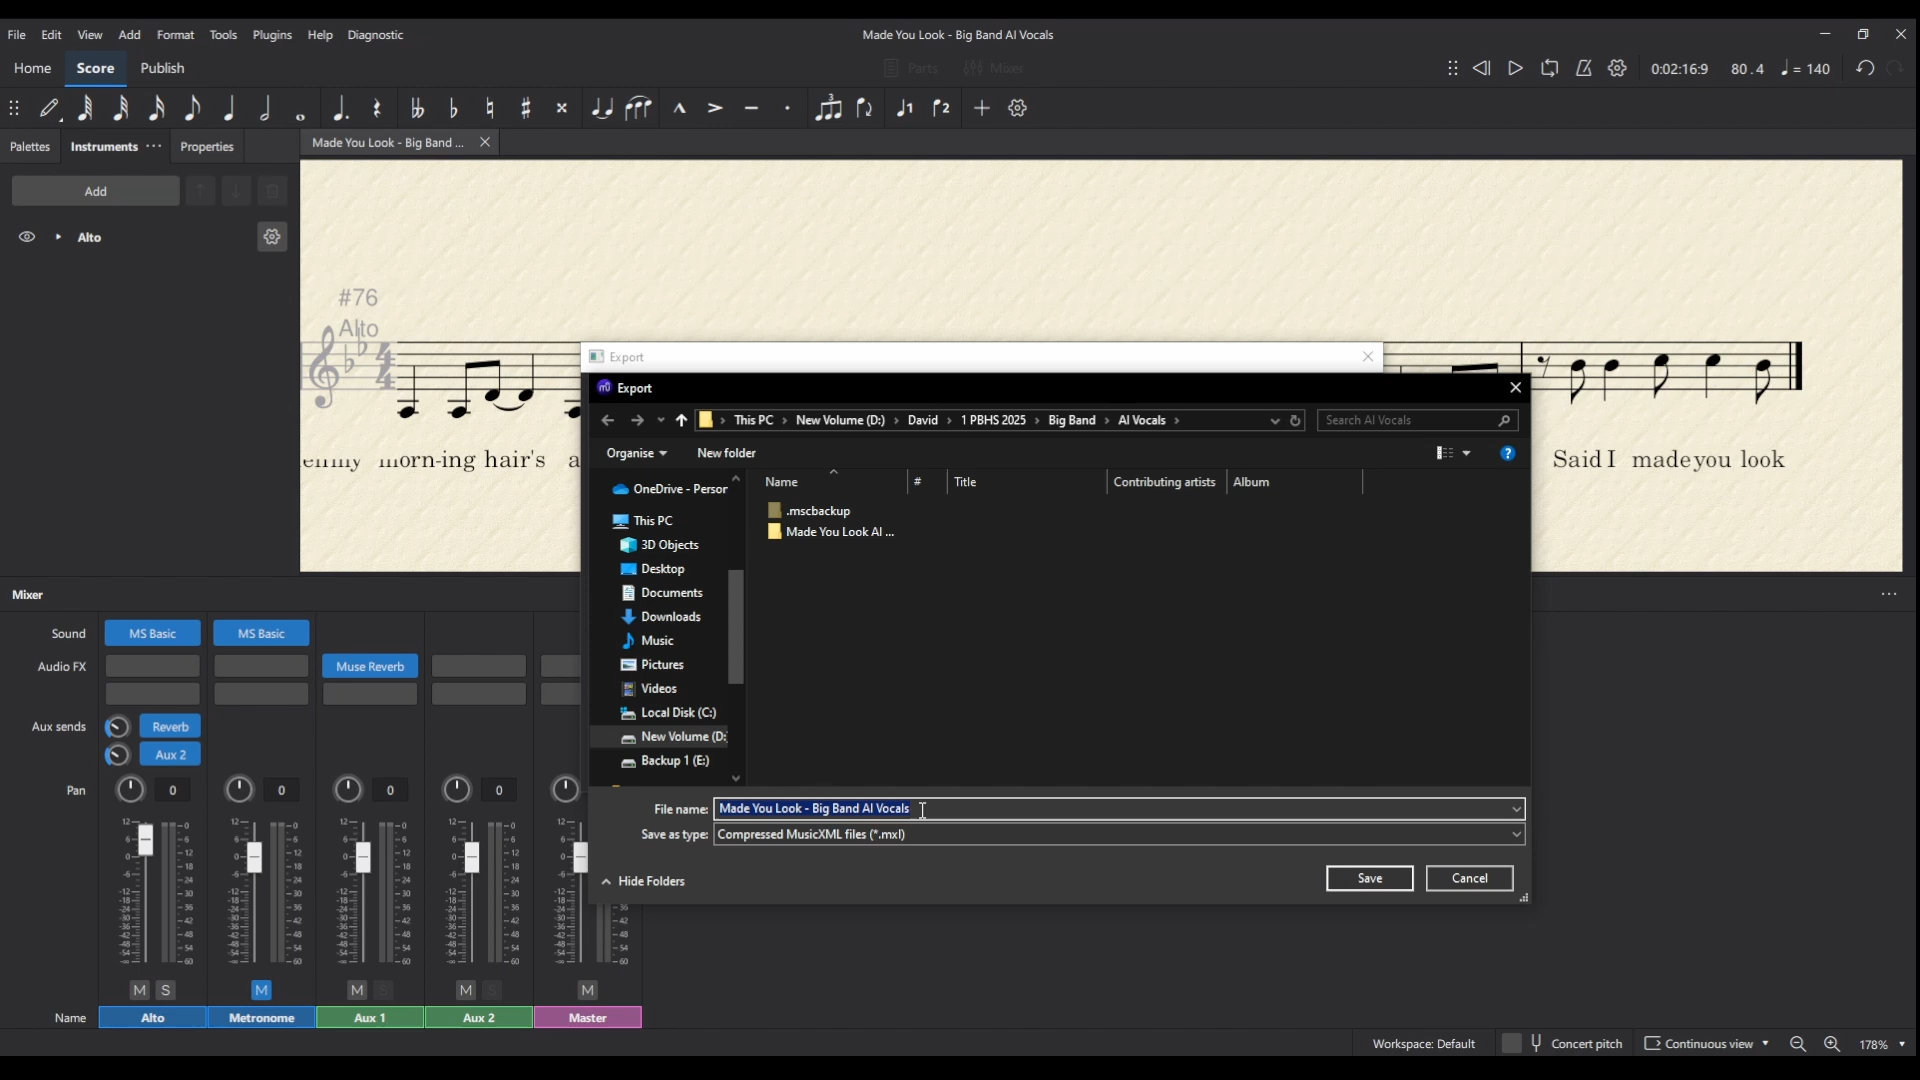 File Edit View Add Format Tools Plugins Help Diagnostic
Made You Look - Big Band AI Vocals
Home Score Publish
Parts Mixer
0:02:16:9 80 . 4 = 140
3 1 2
Palettes Instruments ··· Properties
Made You Look - Big Band ...
Add
Alto
#76
Alto
4
4
morn-ing hair's a
Said I made you look
Export
Export
This PC New Volume (D:) David 1 PBHS 2025 Big Band AI Vocals
Search AI Vocals
Organise New folder
?
Name # Title Contributing artists Album
.mscbackup
Made You Look AI ...
OneDrive - Person
This PC
3D Objects
Desktop
Documents
Downloads
Music
Pictures
Videos
Local Disk (C:)
New Volume (D:
Backup 1 (E:)
File name: Made You Look - Big Band AI Vocals
Save as type: Compressed MusicXML files (*.mxl)
Hide Folders
Save Cancel
Mixer
Sound MS Basic MS Basic
Audio FX Muse Reverb
Aux sends Reverb
Aux 2
Pan 0 0 0 0
M S M M S M S M
Name Alto Metronome Aux 1 Aux 2 Master
Workspace: Default Concert pitch Continuous view 178%